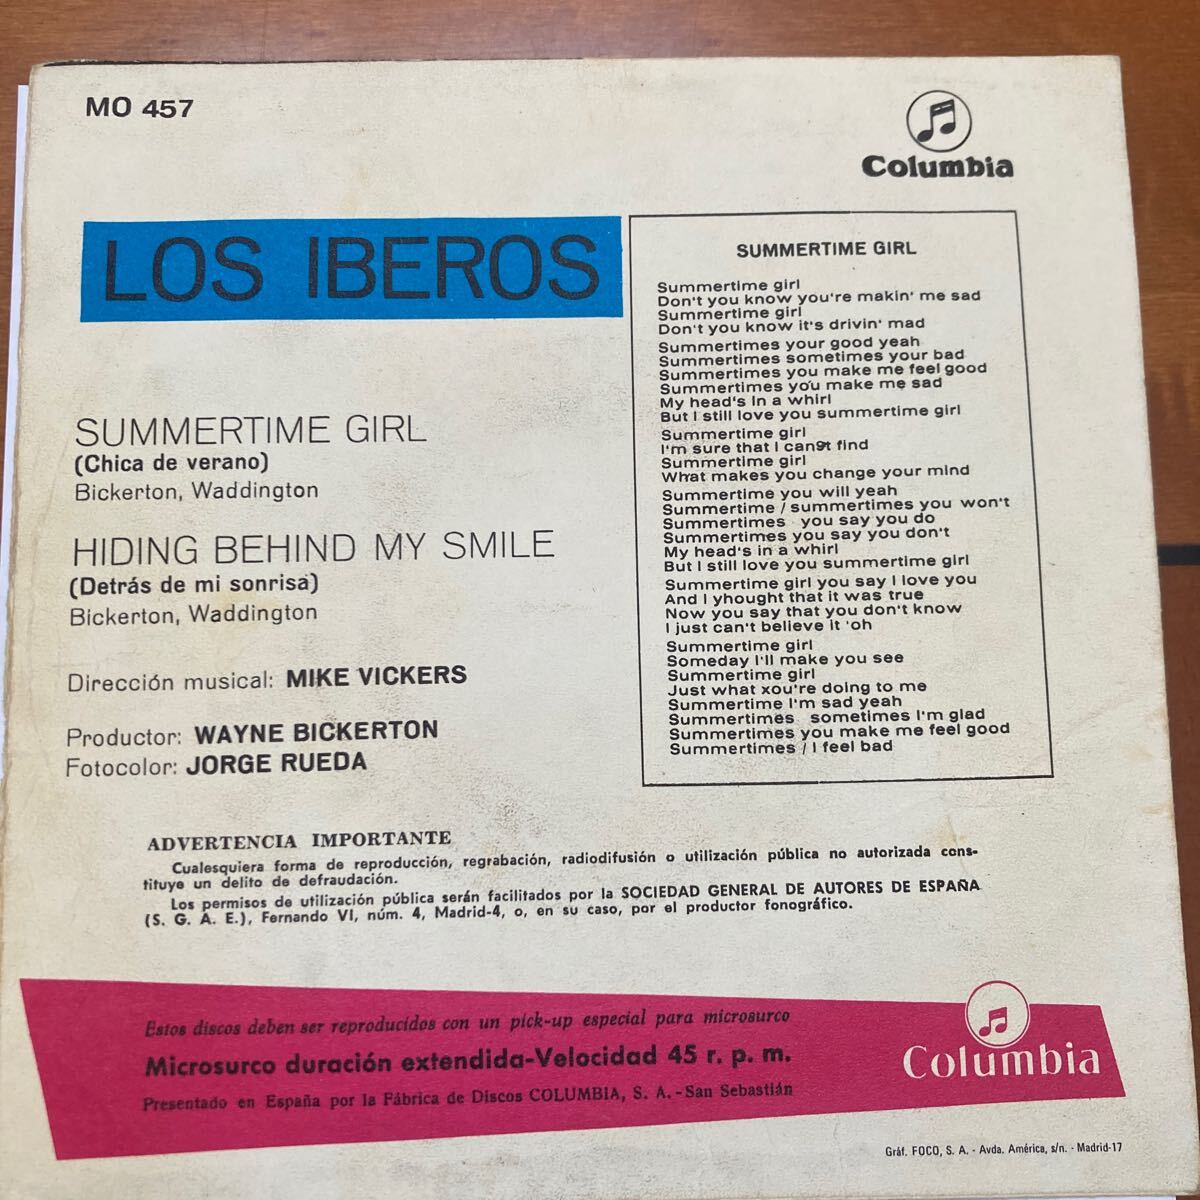 MO 457
Columbia
LOS IBEROS
SUMMERTIME GIRL
(Chica de verano)
Bickerton, Waddington
HIDING BEHIND MY SMILE
(Detrás de mi sonrisa)
Bickerton, Waddington
Dirección musical: MIKE VICKERS
Productor: WAYNE BICKERTON
Fotocolor: JORGE RUEDA
SUMMERTIME GIRL
Summertime girl
Don't you know you're makin' me sad
Summertime girl
Don't you know it's drivin' mad
Summertimes your good yeah
Summertimes sometimes your bad
Summertimes you make me feel good
Summertimes you make me sad
My head's in a whirl
But I still love you summertime girl
Summertime girl
I'm sure that I can9t find
Summertime girl
What makes you change your mind
Summertime you will yeah
Summertime / summertimes you won't
Summertimes you say you do
Summertimes you say you don't
My head's in a whirl
But I still love you summertime girl
Summertime girl you say I love you
And I yhought that it was true
Now you say that you don't know
I just can't believe it 'oh
Summertime girl
Someday I'll make you see
Summertime girl
Just what xou're doing to me
Summertime I'm sad yeah
Summertimes sometimes I'm glad
Summertimes you make me feel good
Summertimes / I feel bad
ADVERTENCIA IMPORTANTE
Cualesquiera forma de reproducción, regrabación, radiodifusión o utilización pública no autorizada cons-
tituye un delito de defraudación.
Los permisos de utilización pública serán facilitados por la SOCIEDAD GENERAL DE AUTORES DE ESPAÑA
(S. G. A. E.), Fernando VI, núm. 4, Madrid-4, o, en su caso, por el productor fonográfico.
Estos discos deben ser reproducidos con un pick-up especial para microsurco
Microsurco duración extendida-Velocidad 45 r. p. m.
Presentado en España por la Fábrica de Discos COLUMBIA, S. A. - San Sebastián
Columbia
Gráf. FOCO, S. A. - Avda. América, s/n. - Madrid-17